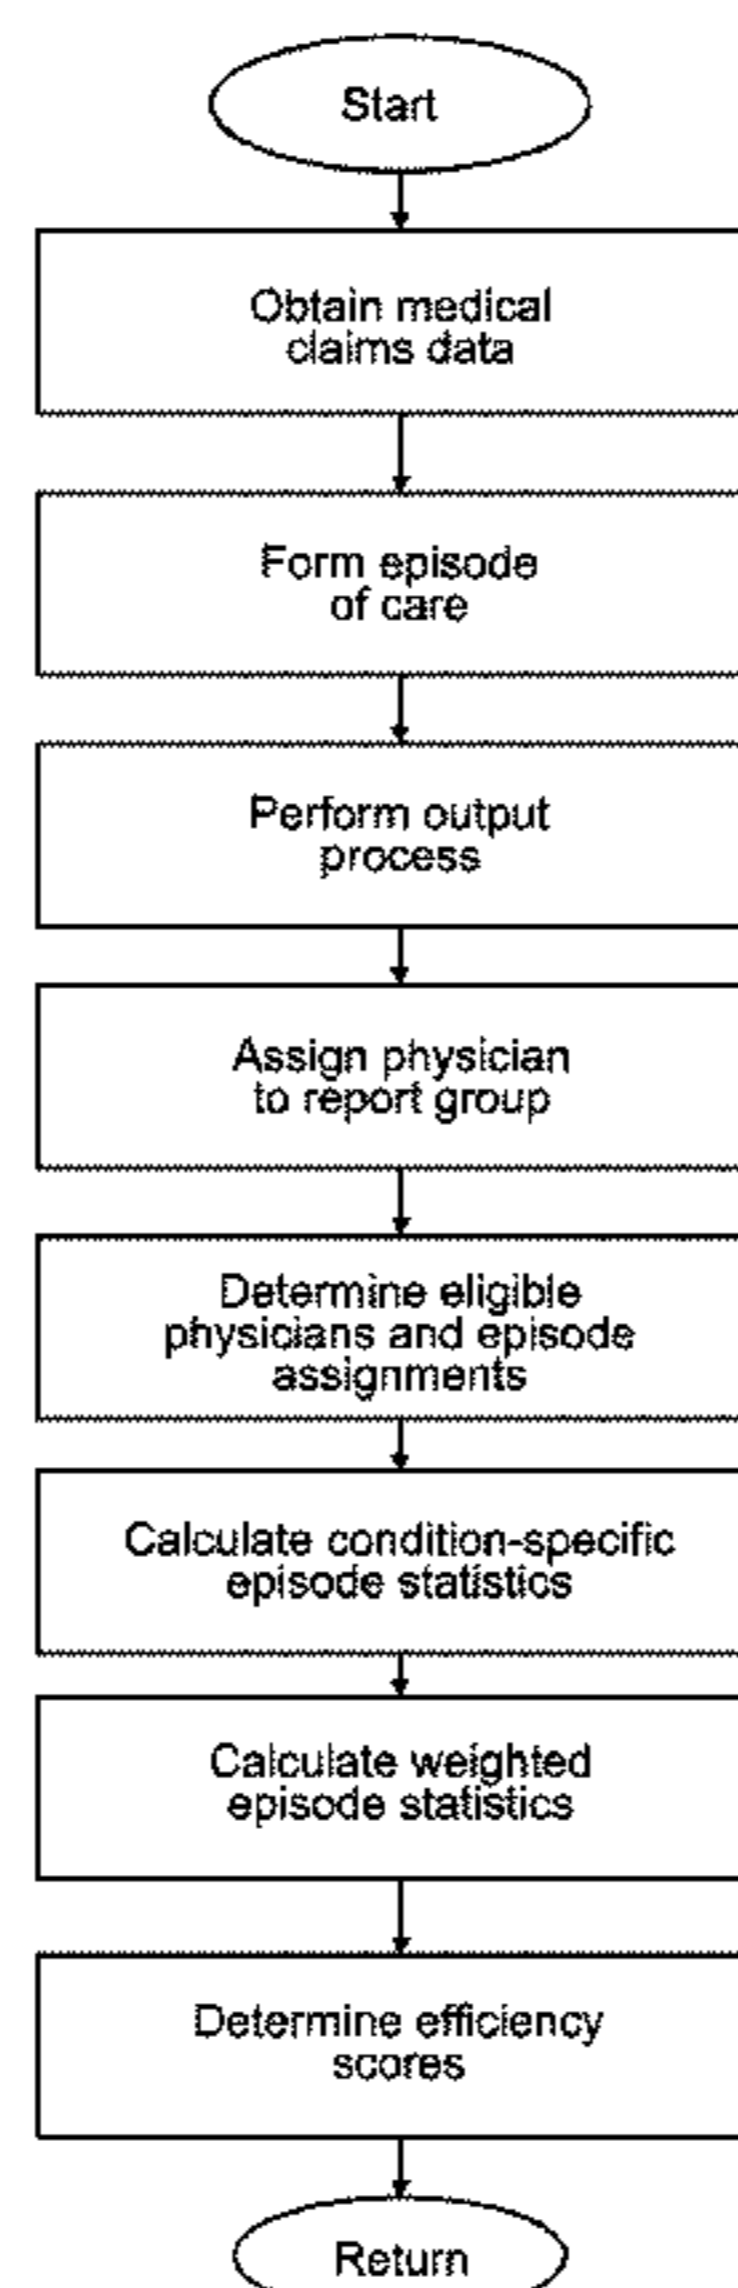 Start
Obtain medical
claims data
Form episode
of care
Perform output
process
Assign physician
to report group
Determine eligible
physicians and episode
assignments
Calculate condition-specific
episode statistics
Calculate weighted
episode statistics
Determine efficiency
scores
Return